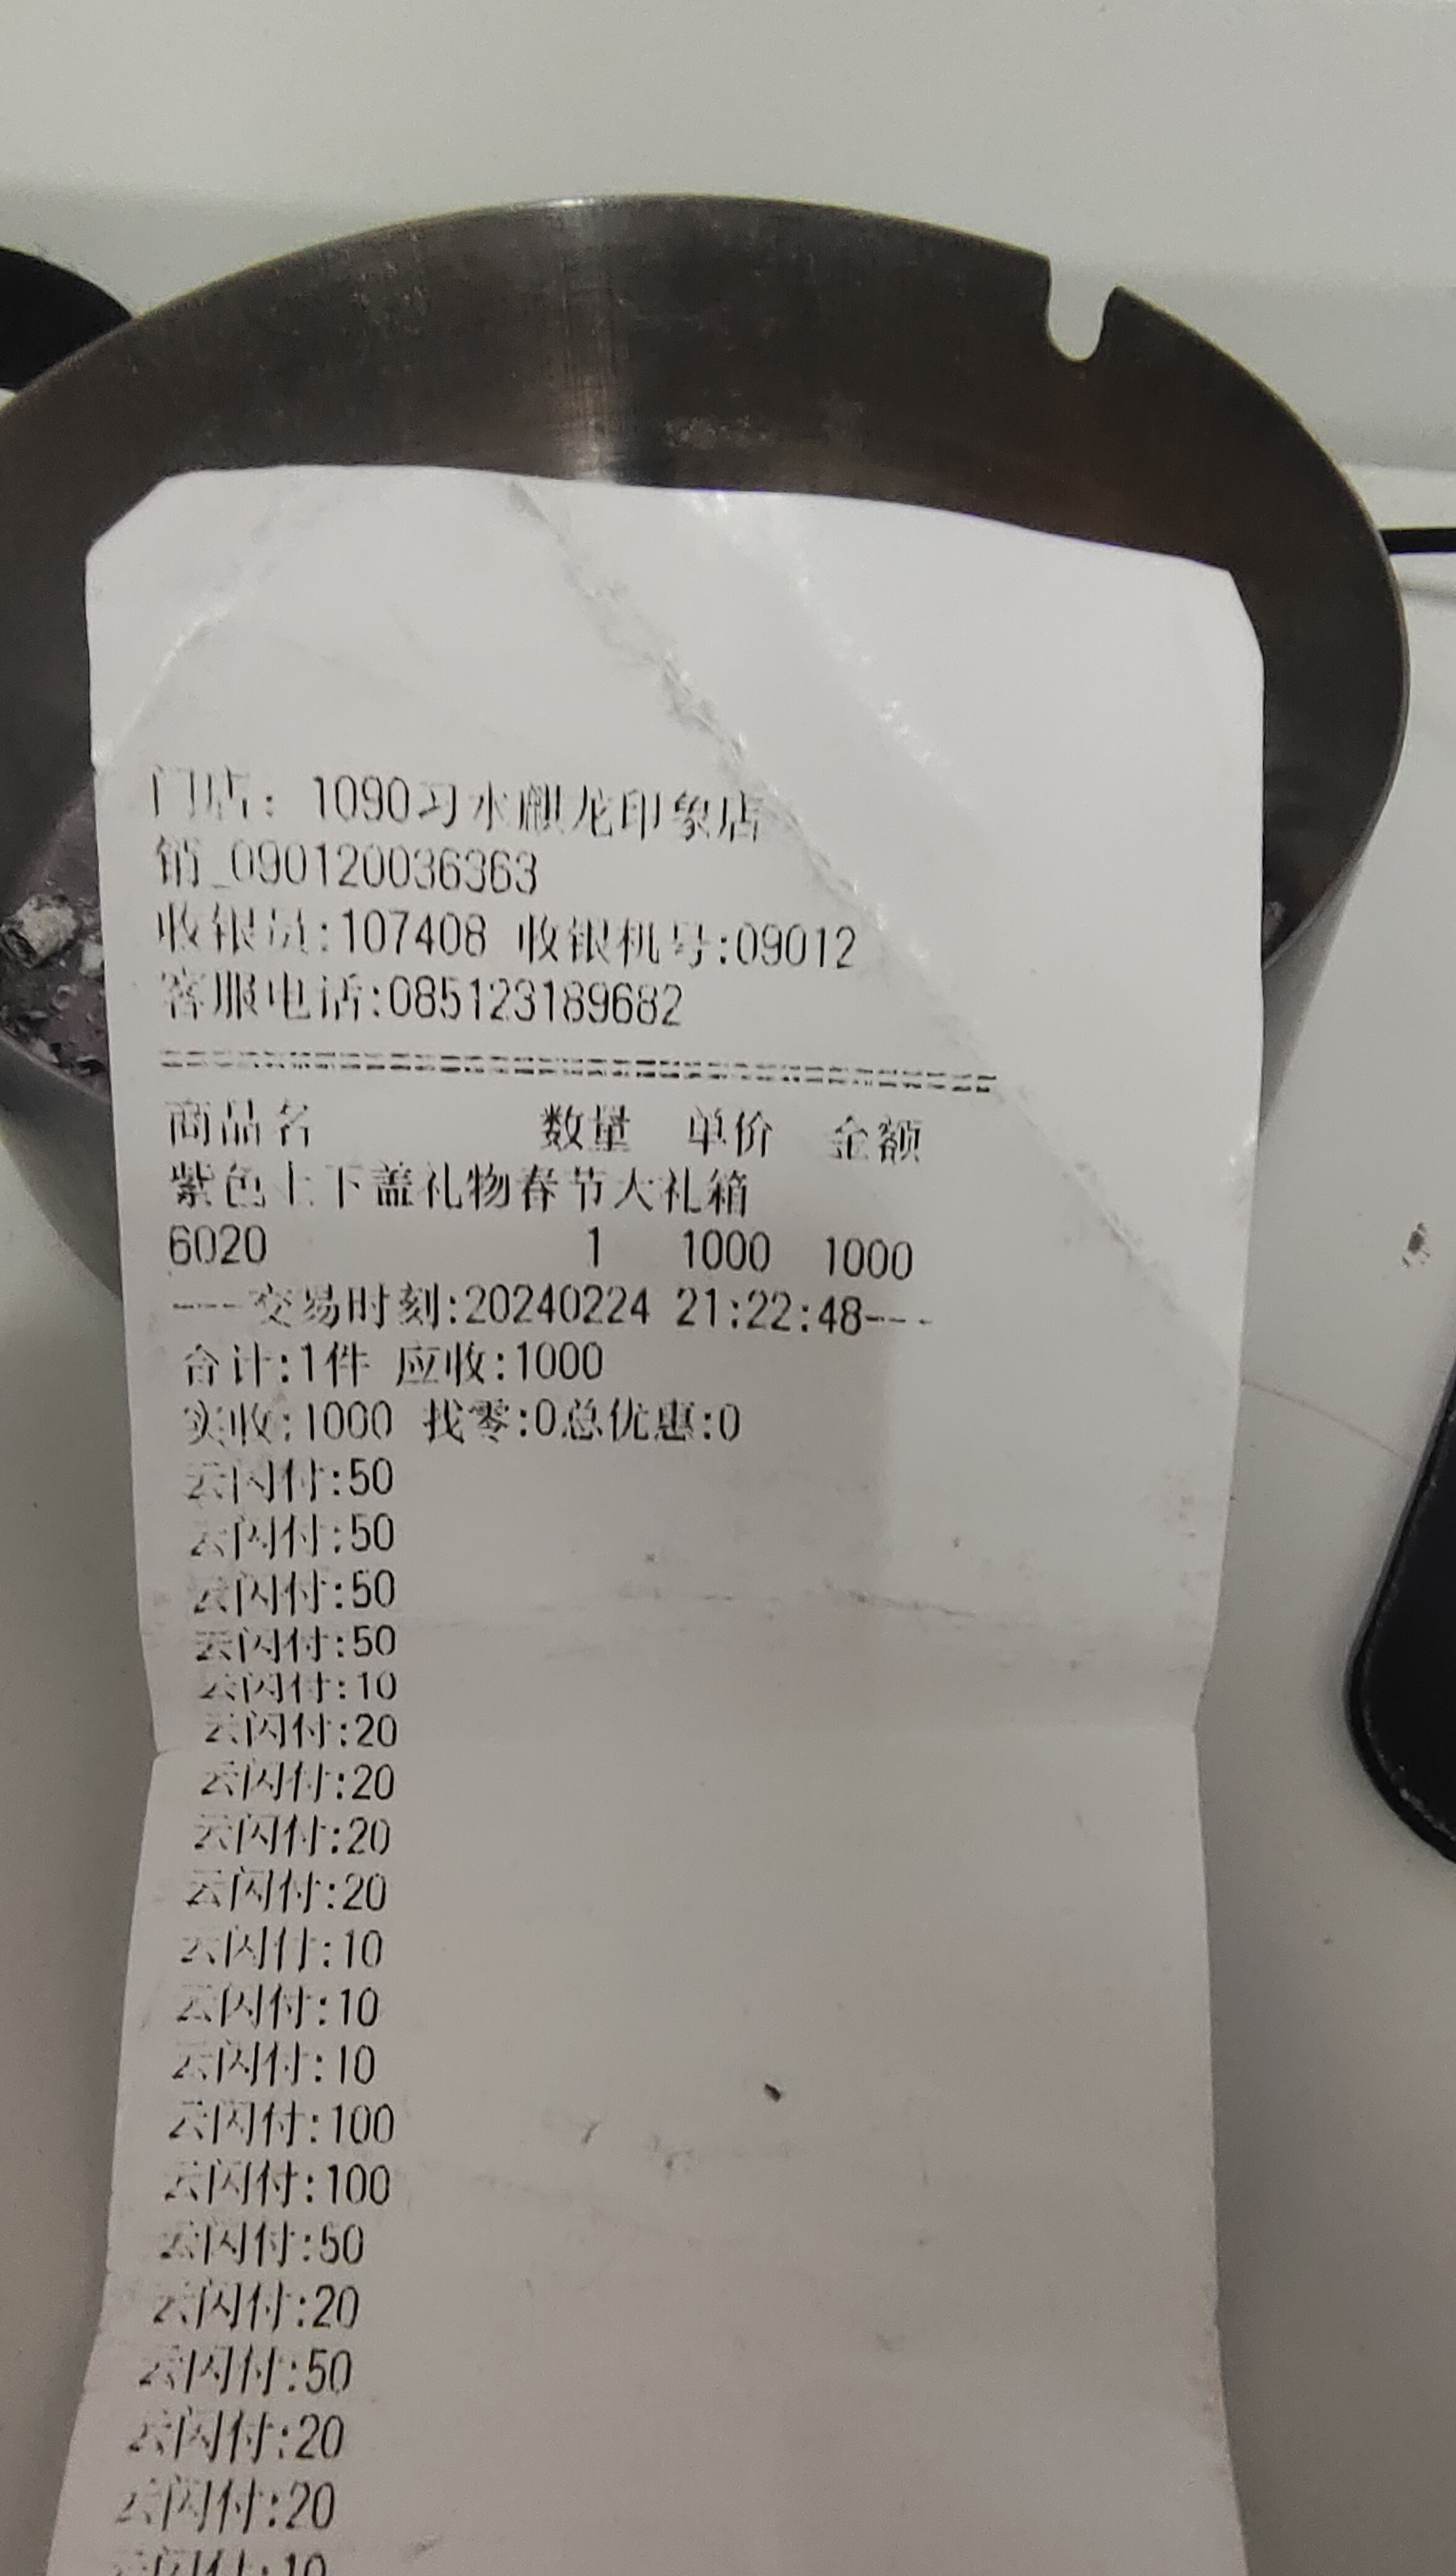 门店: 1090习水麒龙印象店
销_090120036363
收银员:107408 收银机号:09012
客服电话:085123189682
商品名 数量 单价 金额
紫色上下盖礼物春节大礼箱
6020 1 1000 1000
----交易时刻:20240224 21:22:48----
合计:1件 应收:1000
实收:1000 找零:0总优惠:0
云闪付:50
云闪付:50
云闪付:50
云闪付:50
云闪付:10
云闪付:20
云闪付:20
云闪付:20
云闪付:20
云闪付:10
云闪付:10
云闪付:10
云闪付:100
云闪付:100
云闪付:50
云闪付:20
云闪付:50
云闪付:20
云闪付:20
云闪付:10